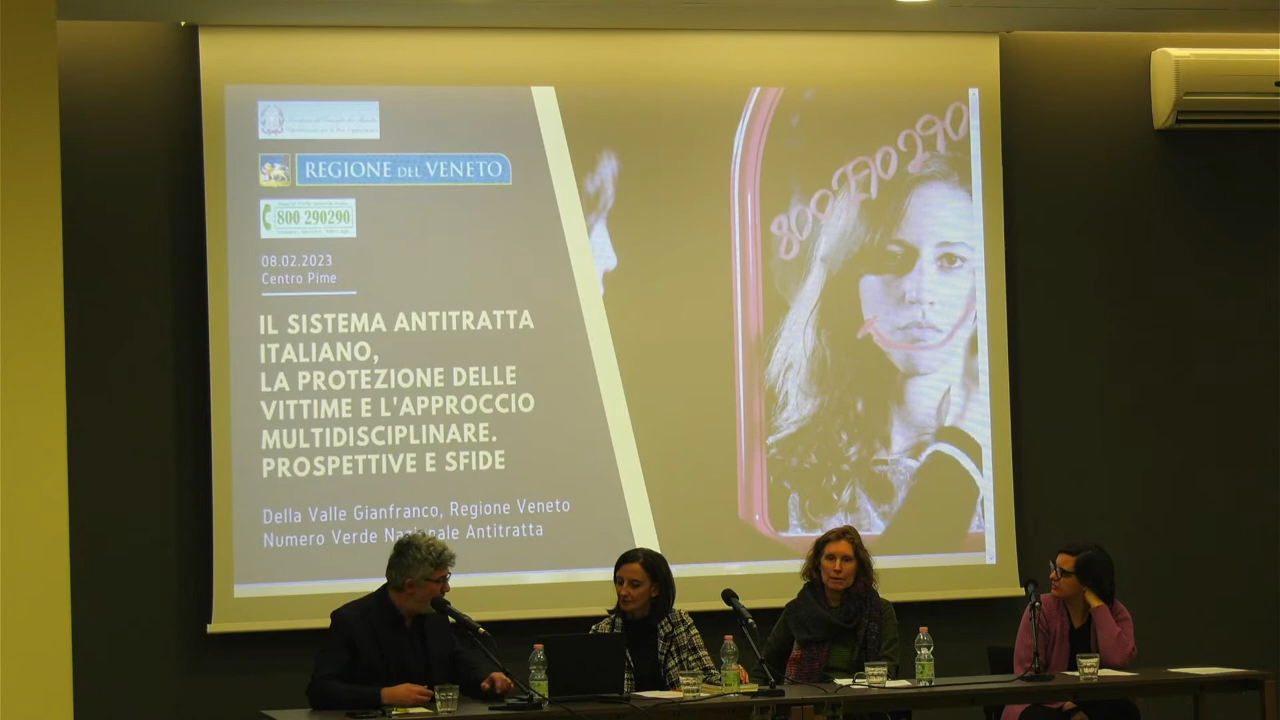 REGIONE DEL VENETO
800 290290
08.02.2023
Centro Pime
IL SISTEMA ANTITRATTA
ITALIANO,
LA PROTEZIONE DELLE
VITTIME E L'APPROCCIO
MULTIDISCIPLINARE.
PROSPETTIVE E SFIDE
Della Valle Gianfranco, Regione Veneto
Numero Verde Nazionale Antitratta
800290290